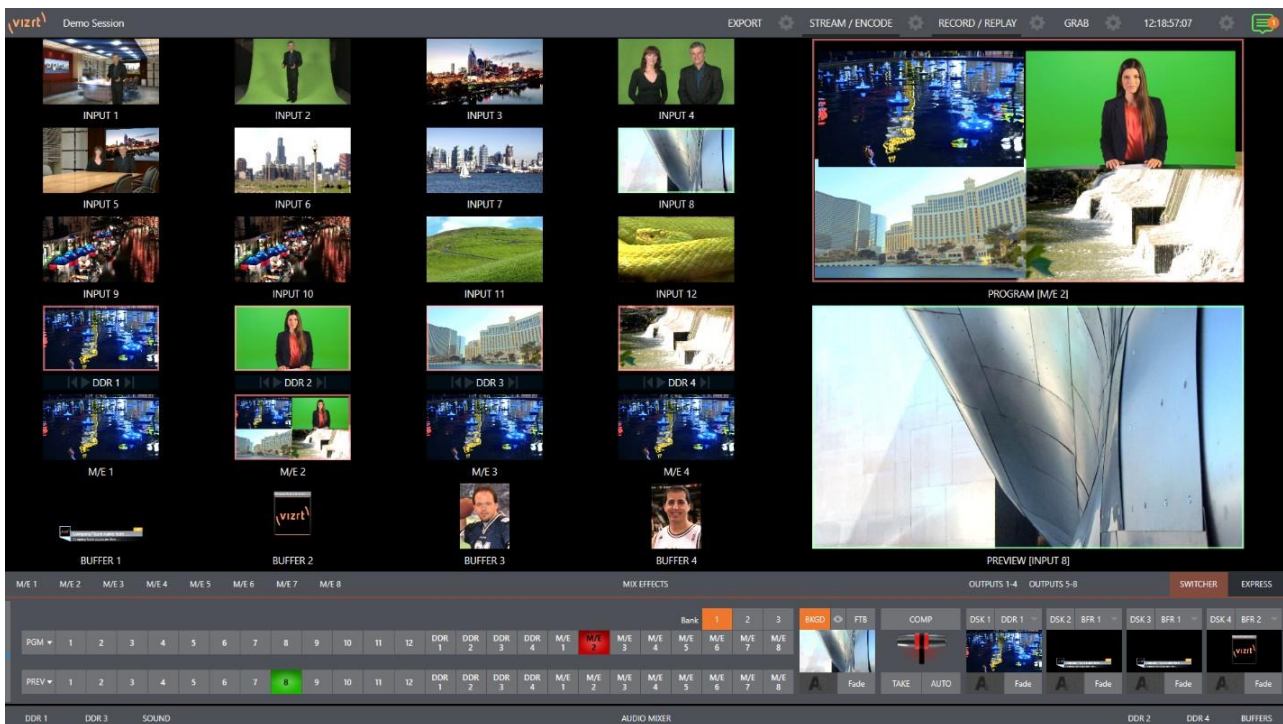 vizrt Demo Session EXPORT STREAM / ENCODE RECORD / REPLAY GRAB 12:18:57:07 1
INPUT 1 INPUT 2 INPUT 3 INPUT 4
INPUT 5 INPUT 6 INPUT 7 INPUT 8
INPUT 9 INPUT 10 INPUT 11 INPUT 12
PROGRAM [M/E 2]
DDR 1 DDR 2 DDR 3 DDR 4
M/E 1 M/E 2 M/E 3 M/E 4
vizrt
BUFFER 1 BUFFER 2 BUFFER 3 BUFFER 4
PREVIEW [INPUT 8]
M/E 1 M/E 2 M/E 3 M/E 4 M/E 5 M/E 6 M/E 7 M/E 8 MIX EFFECTS OUTPUTS 1-4 OUTPUTS 5-8 SWITCHER EXPRESS
Bank 1 2 3 BKGD FTB COMP DSK 1 DDR 1 DSK 2 BFR 1 DSK 3 BFR 1 DSK 4 BFR 2
PGM 1 2 3 4 5 6 7 8 9 10 11 12 DDR 1 DDR 2 DDR 3 DDR 4 M/E 1 M/E 2 M/E 3 M/E 4 M/E 5 M/E 6 M/E 7 M/E 8
vizrt
PREV 1 2 3 4 5 6 7 8 9 10 11 12 DDR 1 DDR 2 DDR 3 DDR 4 M/E 1 M/E 2 M/E 3 M/E 4 M/E 5 M/E 6 M/E 7 M/E 8 A Fade TAKE AUTO A Fade A Fade A Fade A Fade
DDR 1 DDR 3 SOUND AUDIO MIXER DDR 2 DDR 4 BUFFERS